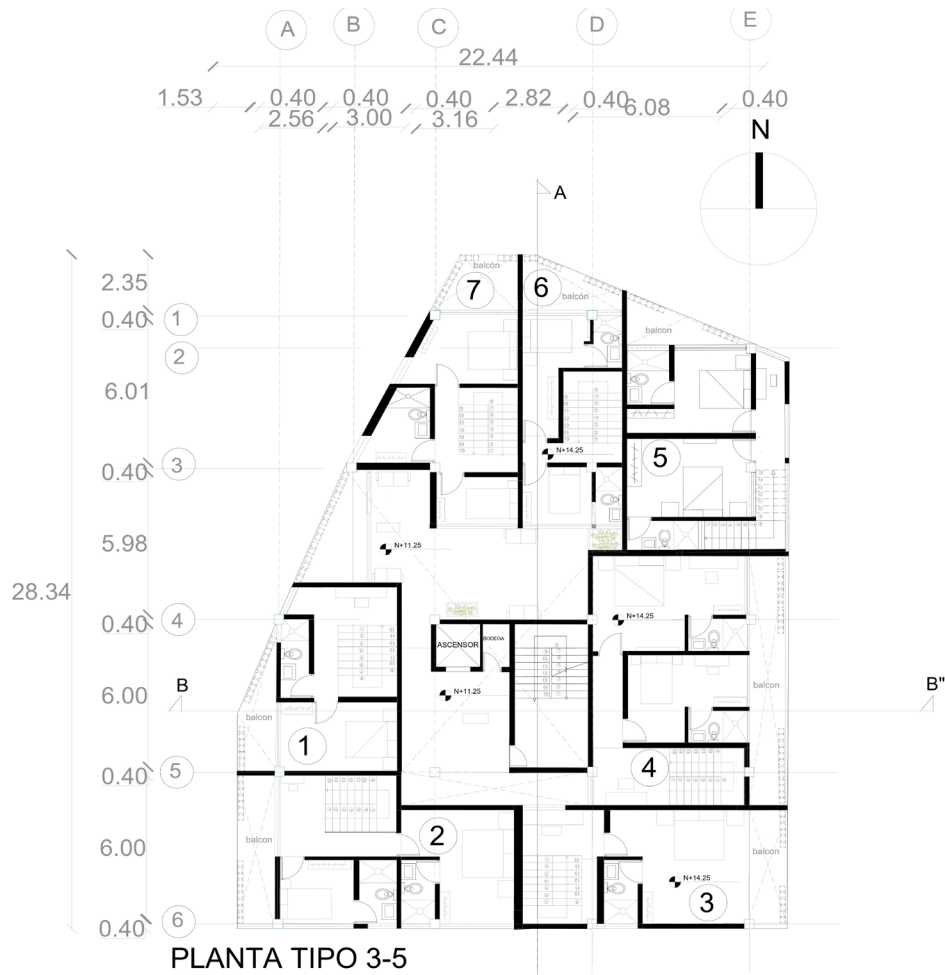 A
B
C
D
E
22.44
1.53
0.40
0.40
0.40
2.82
0.40
6.08
0.40
2.56
3.00
3.16
N
A
2.35
0.40
6.01
0.40
5.98
0.40
6.00
0.40
6.00
0.40
28.34
1
2
3
4
5
6
balcón
7
6
balcón
balcon
N+14.25
5
N+11.25
N+14.25
ASCENSOR
BODEGA
N+11.25
B
B"
balcon
balcon
1
4
balcon
2
balcon
N+14.25
3
PLANTA TIPO 3-5